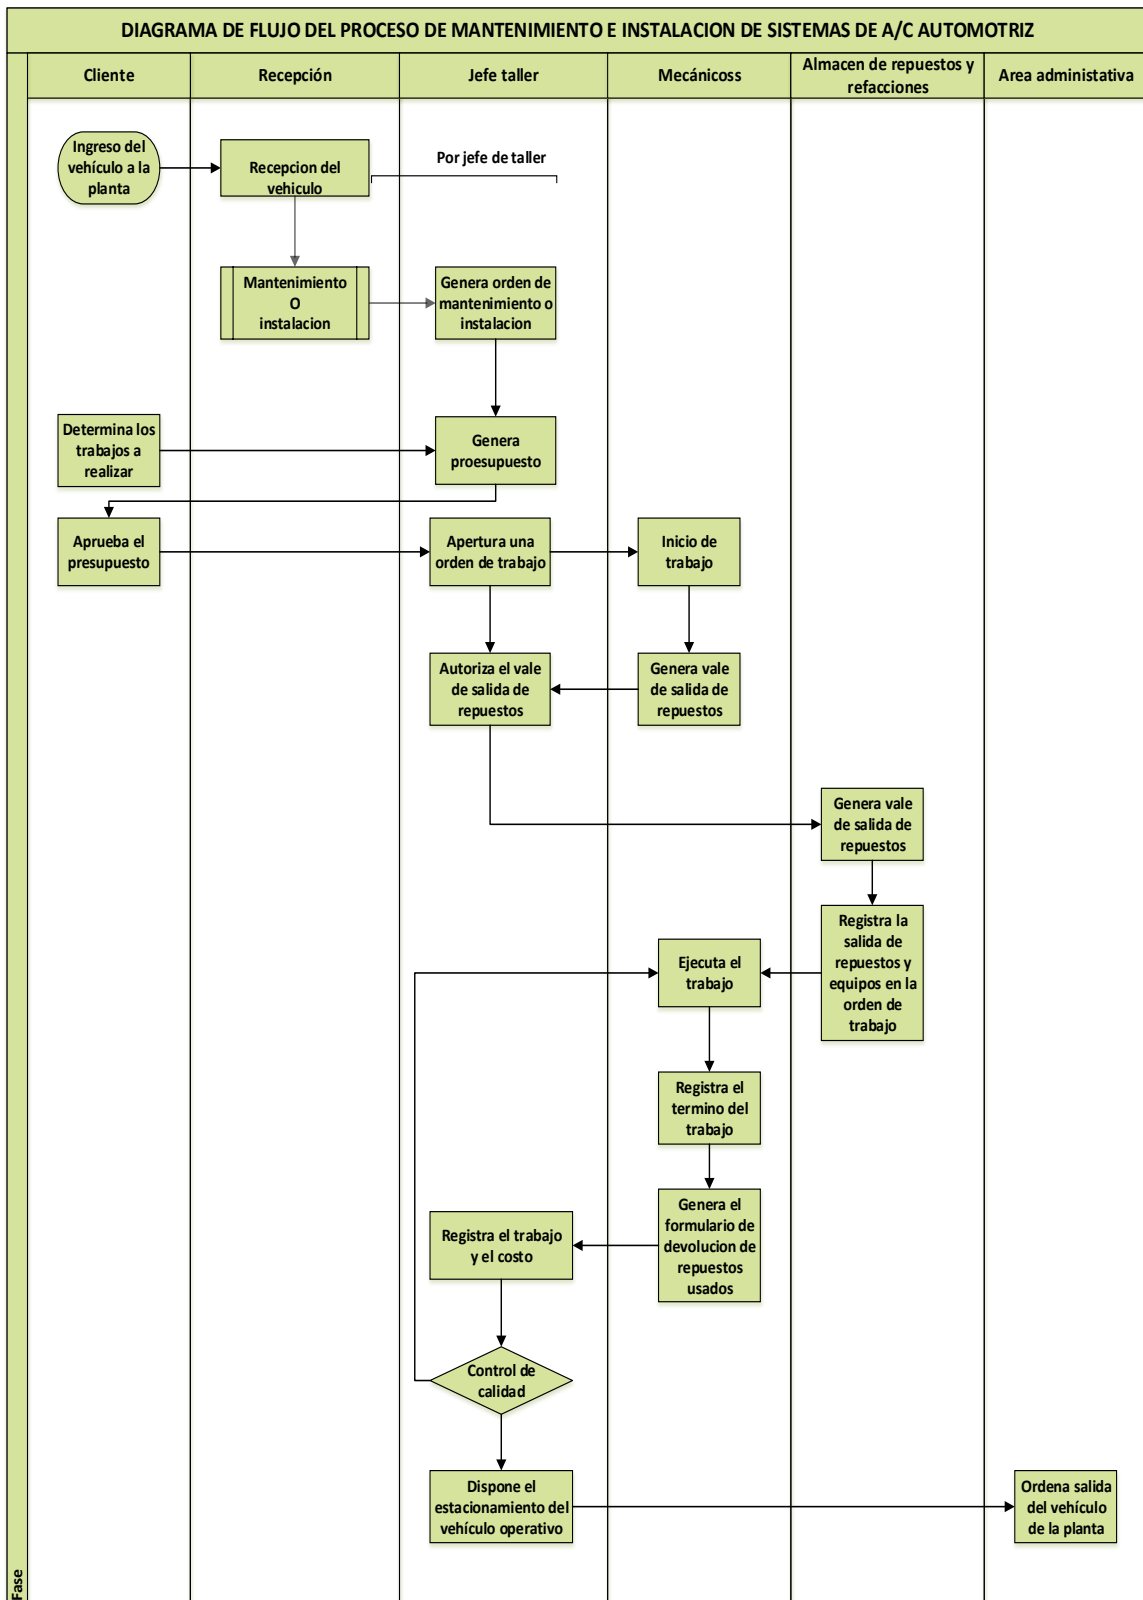 DIAGRAMA DE FLUJO DEL PROCESO DE MANTENIMIENTO E INSTALACION DE SISTEMAS DE A/C AUTOMOTRIZ
Cliente
Recepción
Jefe taller
Mecánicoss
Almacen de repuestos y
refacciones
Area administativa
Ingreso del
vehículo a la
planta
Recepcion del
vehiculo
Por jefe de taller
Mantenimiento
O
instalacion
Genera orden de
mantenimiento o
instalacion
Determina los
trabajos a
realizar
Genera
proesupuesto
Aprueba el
presupuesto
Apertura una
orden de trabajo
Inicio de
trabajo
Autoriza el vale
de salida de
repuestos
Genera vale
de salida de
repuestos
Genera vale
de salida de
repuestos
Registra la
salida de
repuestos y
equipos en la
orden de
trabajo
Ejecuta el
trabajo
Registra el
termino del
trabajo
Genera el
formulario de
devolucion de
repuestos
usados
Registra el trabajo
y el costo
Control de
calidad
Dispone el
estacionamiento del
vehículo operativo
Ordena salida
del vehículo
de la planta
Fase